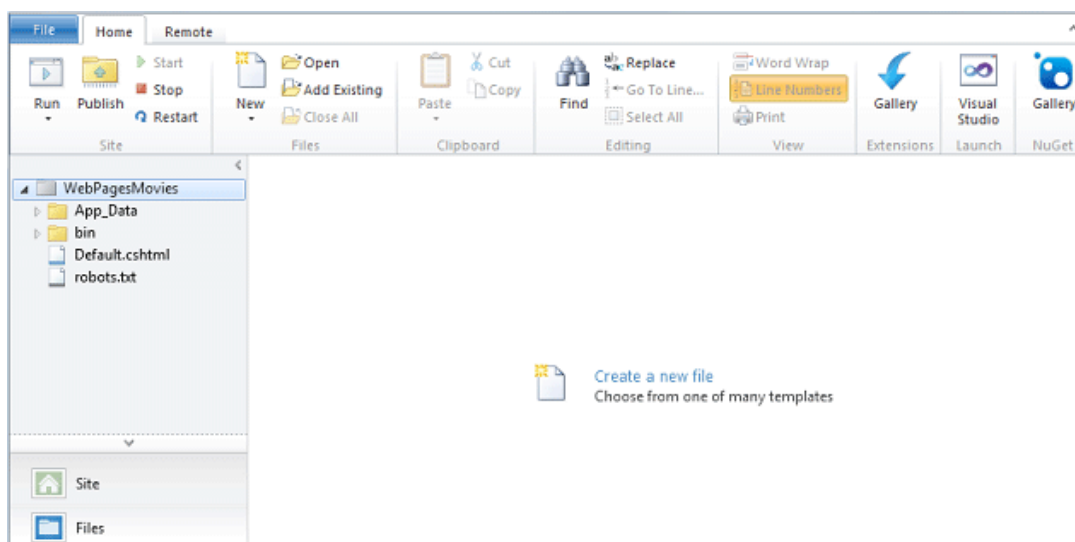 File Home Remote
Run
Publish
Start
Stop
Restart
Site
New
Open
Add Existing
Close All
Files
Paste
Cut
Copy
Clipboard
Find
Replace
Go To Line...
Select All
Editing
Word Wrap
Line Numbers
Print
View
Gallery
Extensions
Visual
Studio
Launch
Gallery
NuGet
WebPagesMovies
App_Data
bin
Default.cshtml
robots.txt
Create a new file
Choose from one of many templates
Site
Files